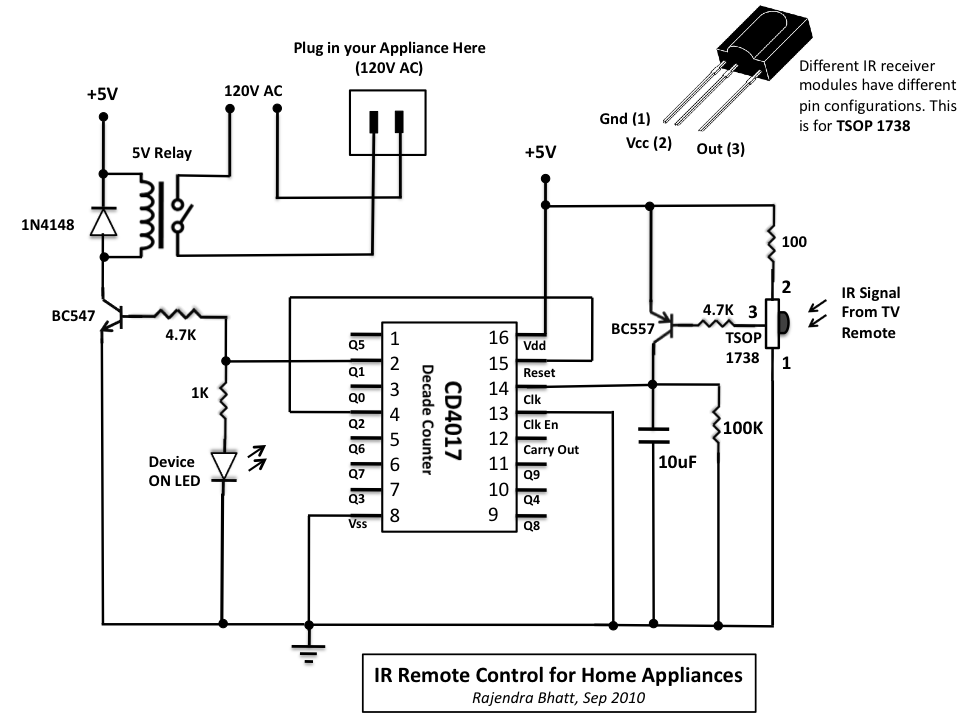 Plug in your Appliance Here
(120V AC)
+5V
120V AC
5V Relay
1N4148
BC547
4.7K
1K
Device
ON LED
Different IR receiver
modules have different
pin configurations. This
is for TSOP 1738
Gnd (1)
Vcc (2)
Out (3)
+5V
100
2
IR Signal
From TV
Remote
4.7K
3
BC557
TSOP
1738
1
1
16
Q5
Vdd
2
15
Q1
Reset
3
14
Q0
Clk
4
13
Q2
Clk En
5
12
Q6
Carry Out
6
11
Q7
Q9
7
10
Q3
Q4
8
9
Vss
Q8
CD4017
Decade Counter
100K
10uF
IR Remote Control for Home Appliances
Rajendra Bhatt, Sep 2010